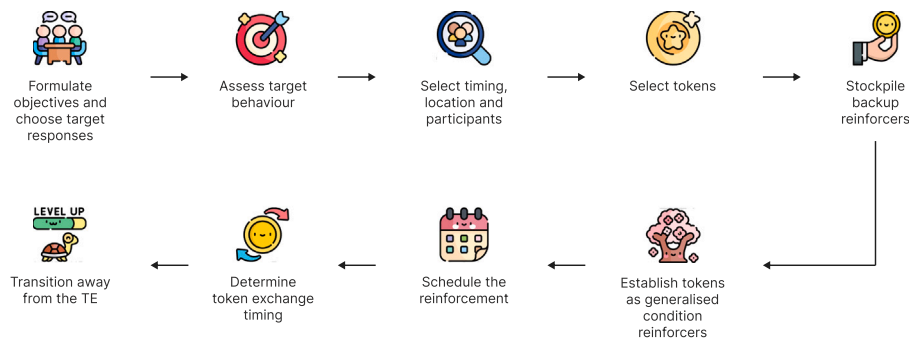 Formulate
objectives and
choose target
responses
Assess target
behaviour
Select timing,
location and
participants
Select tokens
Stockpile
backup
reinforcers
Establish tokens
as generalised
condition
reinforcers
Schedule the
reinforcement
Determine
token exchange
timing
LEVEL UP
Transition away
from the TE